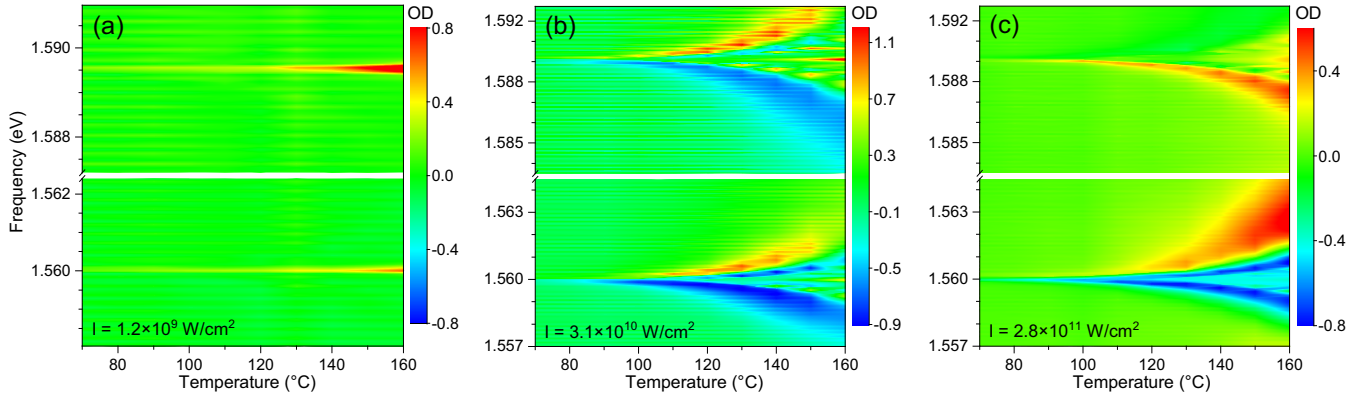 (a)
OD
Frequency (eV)
1.590
1.588
1.562
1.560
80 100 120 140 160
Temperature (°C)
I = 1.2×10⁹ W/cm²
0.8
0.4
0.0
-0.4
-0.8
(b)
OD
1.592
1.588
1.585
1.563
1.560
1.557
80 100 120 140 160
Temperature (°C)
I = 3.1×10¹⁰ W/cm²
1.1
0.7
0.3
-0.1
-0.5
-0.9
(c)
OD
1.592
1.588
1.585
1.563
1.560
1.557
80 100 120 140 160
Temperature (°C)
I = 2.8×10¹¹ W/cm²
0.4
0.0
-0.4
-0.8